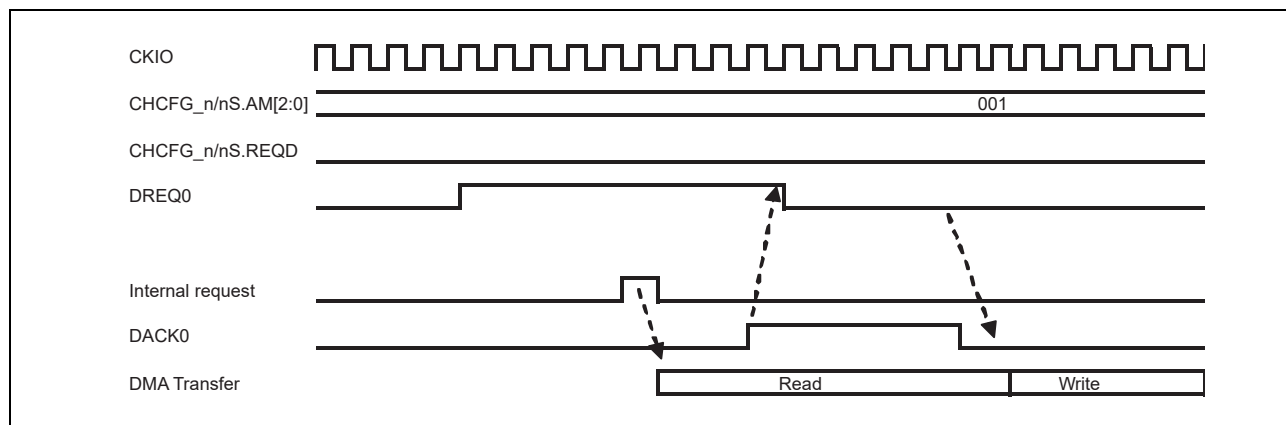 CKIO
CHCFG_n/nS.AM[2:0] 001
CHCFG_n/nS.REQD
DREQ0
Internal request
DACK0
DMA Transfer Read Write